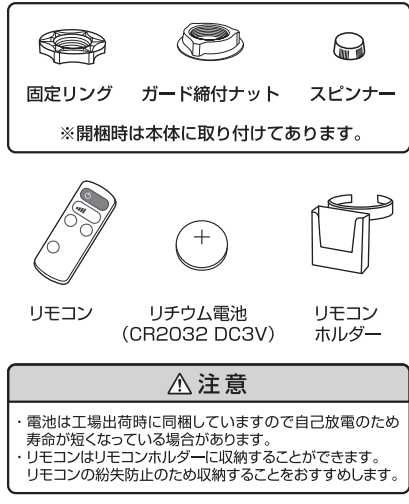 固定リング ガード締付ナット スピンナー
※開梱時は本体に取り付けてあります。
リモコン リチウム電池 リモコン
(CR2032 DC3V) ホルダー
注意
・電池は工場出荷時に同梱していますので自己放電のため
寿命が短くなっている場合があります。
・リモコンはリモコンホルダーに収納することができます。
リモコンの紛失防止のため収納することをおすすめします。